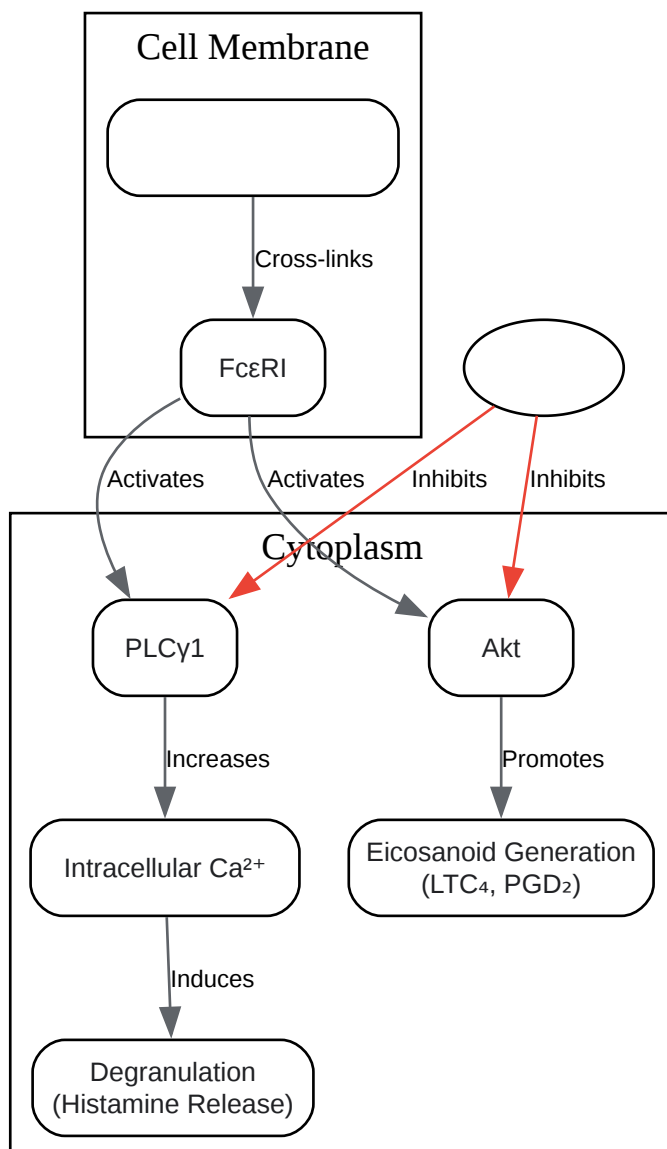 Cell Membrane
Cross-links
FcεRI
Activates
Activates
Inhibits
Inhibits
Cytoplasm
PLCγ1
Akt
Increases
Promotes
Intracellular Ca²⁺
Eicosanoid Generation
(LTC₄, PGD₂)
Induces
Degranulation
(Histamine Release)